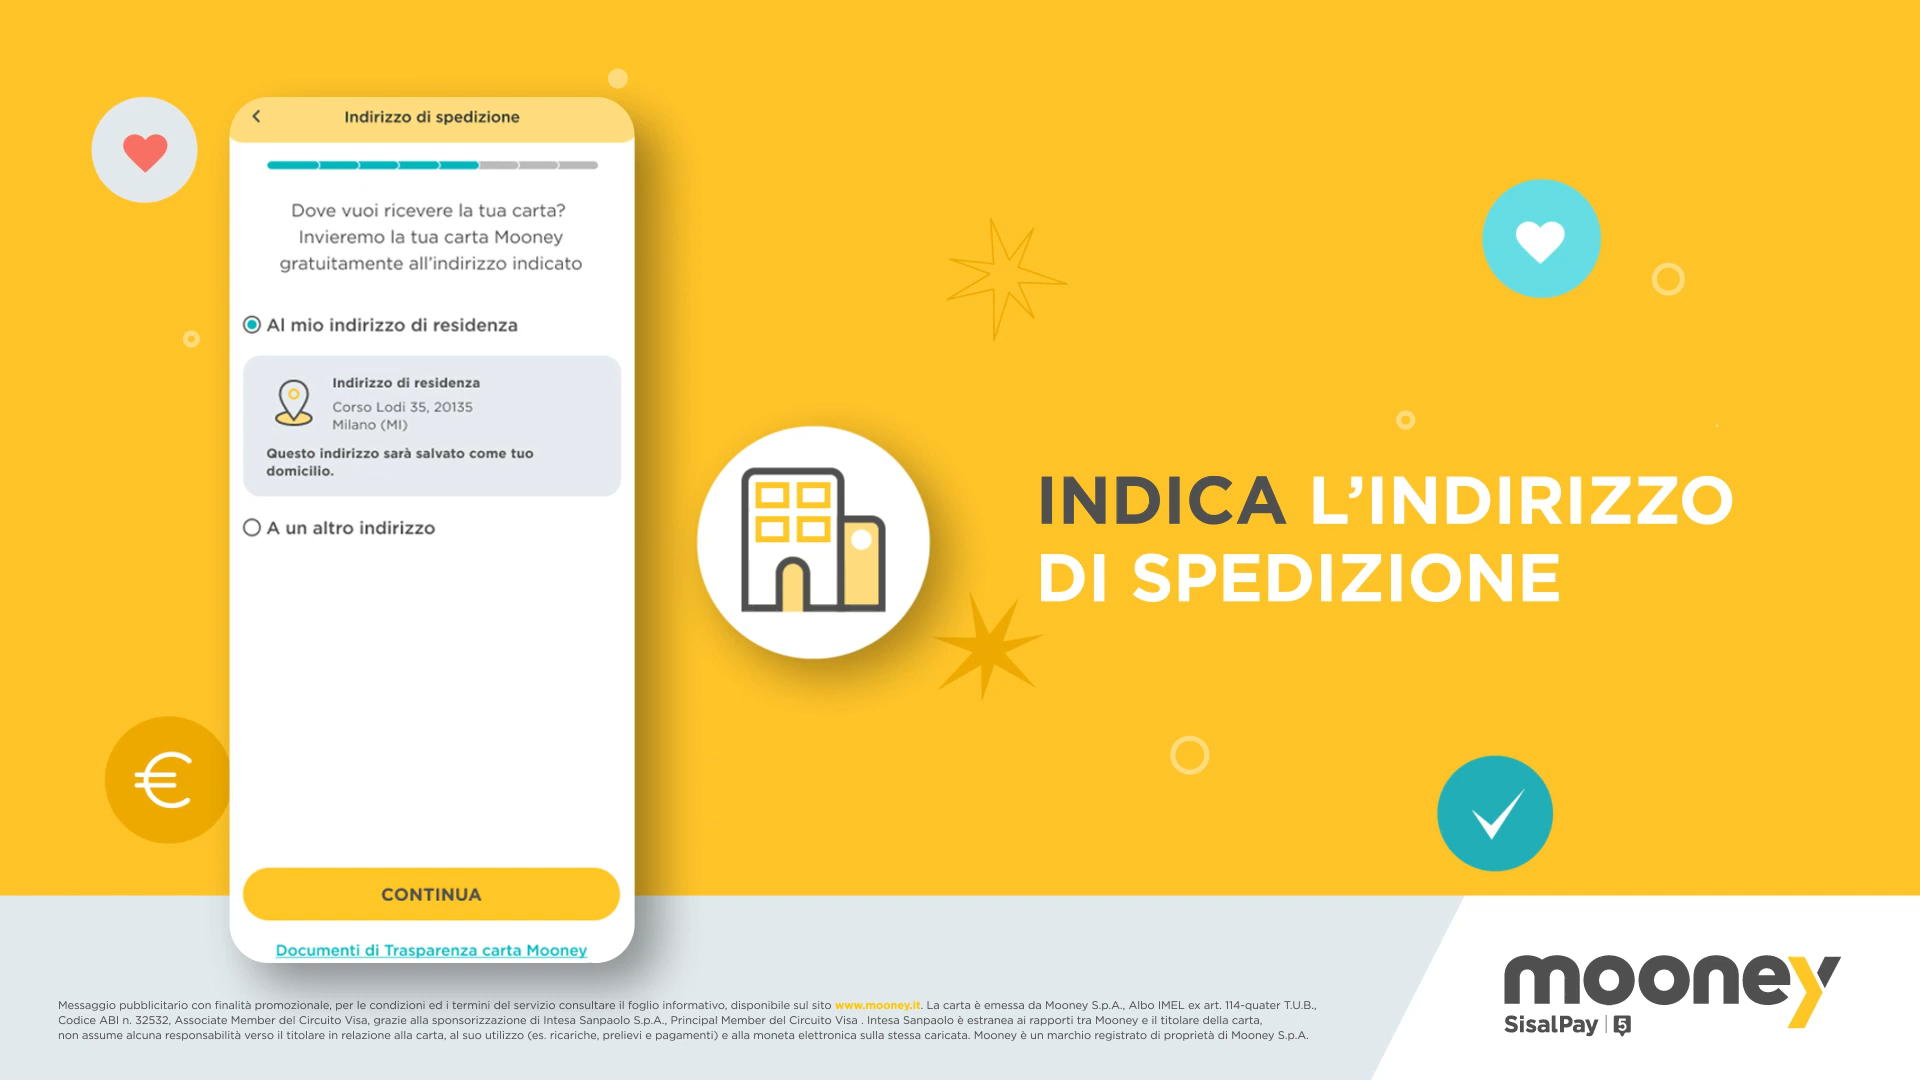 Indirizzo di spedizione
Dove vuoi ricevere la tua carta?
Invieremo la tua carta Mooney
gratuitamente all'indirizzo indicato
Al mio indirizzo di residenza
Indirizzo di residenza
Corso Lodi 35, 20135
Milano (MI)
Questo indirizzo sarà salvato come tuo
domicilio.
A un altro indirizzo
CONTINUA
Documenti di Trasparenza carta Mooney
INDICA L'INDIRIZZO
DI SPEDIZIONE
€
Messaggio pubblicitario con finalità promozionale, per le condizioni ed i termini del servizio consultare il foglio informativo, disponibile sul sito www.mooney.it. La carta è emessa da Mooney S.p.A., Albo IMEL ex art. 114-quater T.U.B.,
Codice ABI n. 32532, Associate Member del Circuito Visa, grazie alla sponsorizzazione di Intesa Sanpaolo S.p.A., Principal Member del Circuito Visa . Intesa Sanpaolo è estranea ai rapporti tra Mooney e il titolare della carta,
non assume alcuna responsabilità verso il titolare in relazione alla carta, al suo utilizzo (es. ricariche, prelievi e pagamenti) e alla moneta elettronica sulla stessa caricata. Mooney è un marchio registrato di proprietà di Mooney S.p.A.
mooney
SisalPay | 5